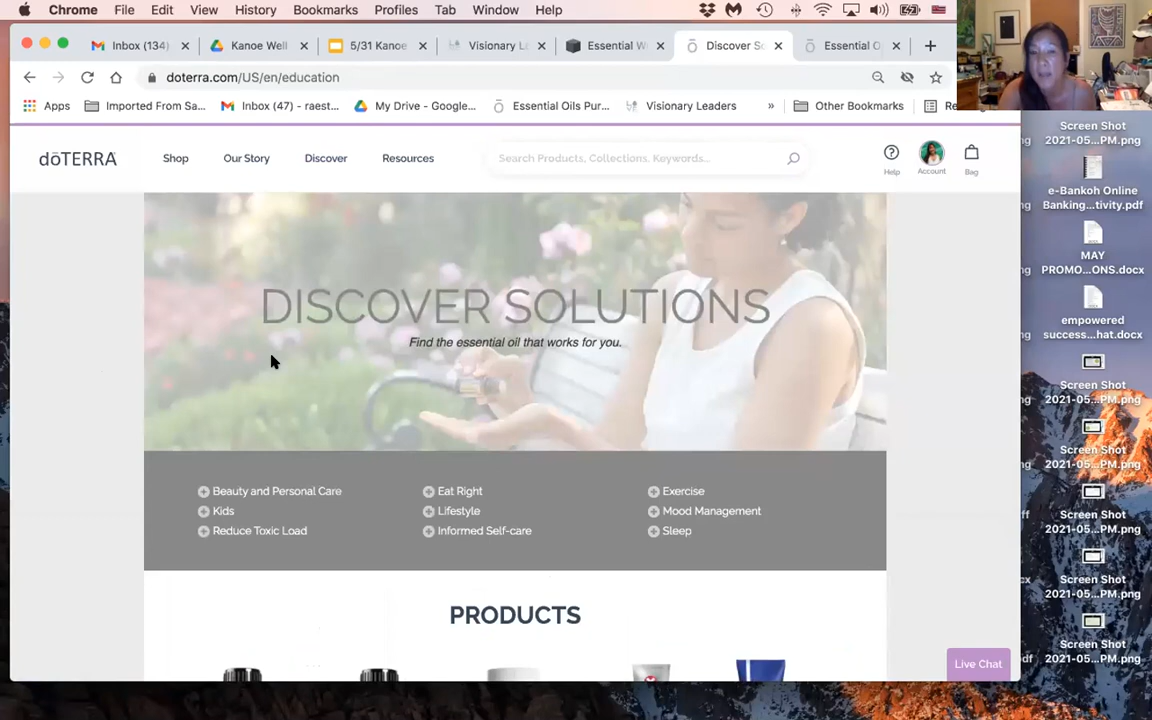 Chrome File Edit View History Bookmarks Profiles Tab Window Help
Inbox (134) Kanoe Well 5/31 Kanoe Visionary Le Essential W Discover So Essential O
doterra.com/US/en/education
Apps Imported From Sa... Inbox (47) - raest... My Drive - Google... Essential Oils Pur... Visionary Leaders » Other Bookmarks
dōTERRA Shop Our Story Discover Resources Search Products, Collections, Keywords... Help Account Bag
DISCOVER SOLUTIONS
Find the essential oil that works for you.
Beauty and Personal Care Eat Right Exercise
Kids Lifestyle Mood Management
Reduce Toxic Load Informed Self-care Sleep
PRODUCTS
Live Chat
Screen Shot
2021-05...PM.png
e-Bankoh Online
Banking...tivity.pdf
MAY
PROMO...ONS.docx
empowered
success...hat.docx
Screen Shot
2021-05...PM.png
Screen Shot
2021-05...PM.png
Screen Shot
2021-05...PM.png
Screen Shot
2021-05...PM.png
Screen Shot
2021-05...PM.png